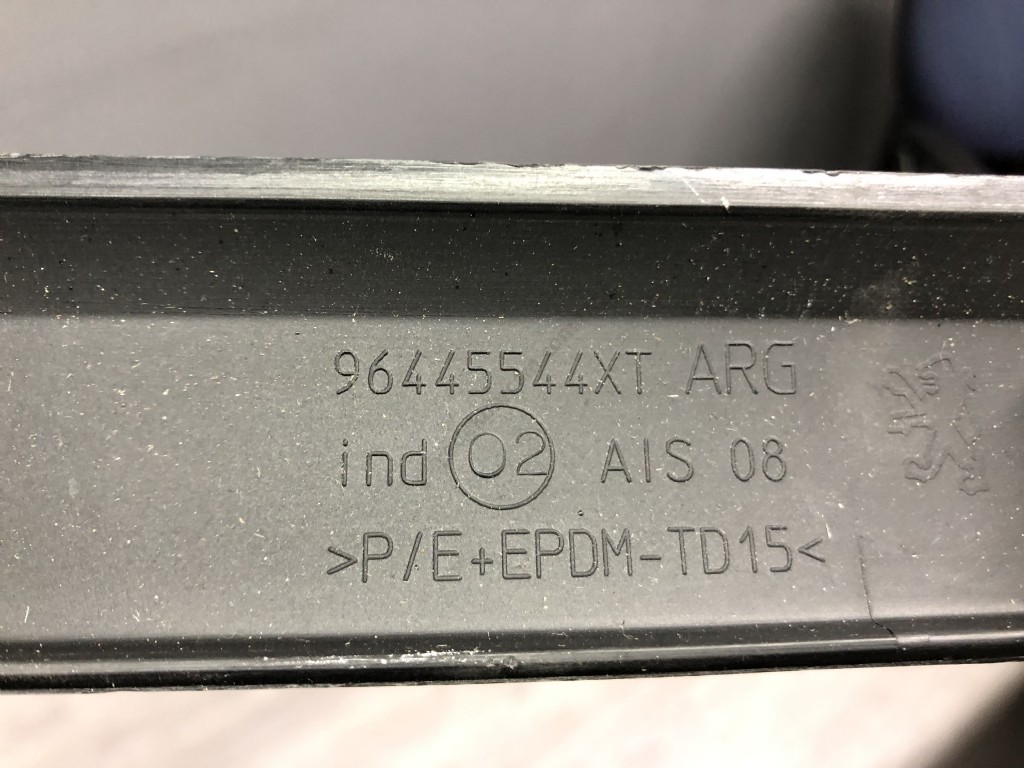 96445544XT ARG
ind 02 AIS 08
>P/E+EPDM-TD15<